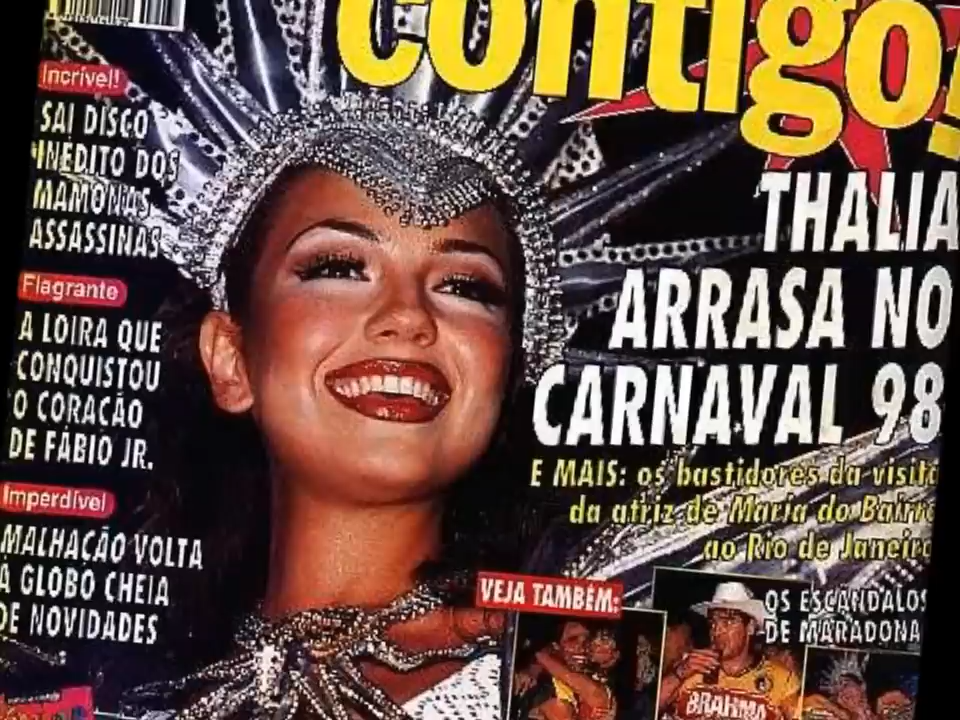 contigo!
Incrível!
SAI DISCO
INÉDITO DOS
MAMONAS
ASSASSINAS
Flagrante
A LOIRA QUE
CONQUISTOU
O CORAÇÃO
DE FÁBIO JR.
Imperdível
MALHAÇÃO VOLTA
À GLOBO CHEIA
DE NOVIDADES
THALIA
ARRASA NO
CARNAVAL 98
E MAIS: os bastidores da visita
da atriz de Maria do Bairro
ao Rio de Janeiro
VEJA TAMBÉM:
OS ESCÂNDALOS
DE MARADONA
BRAHMA